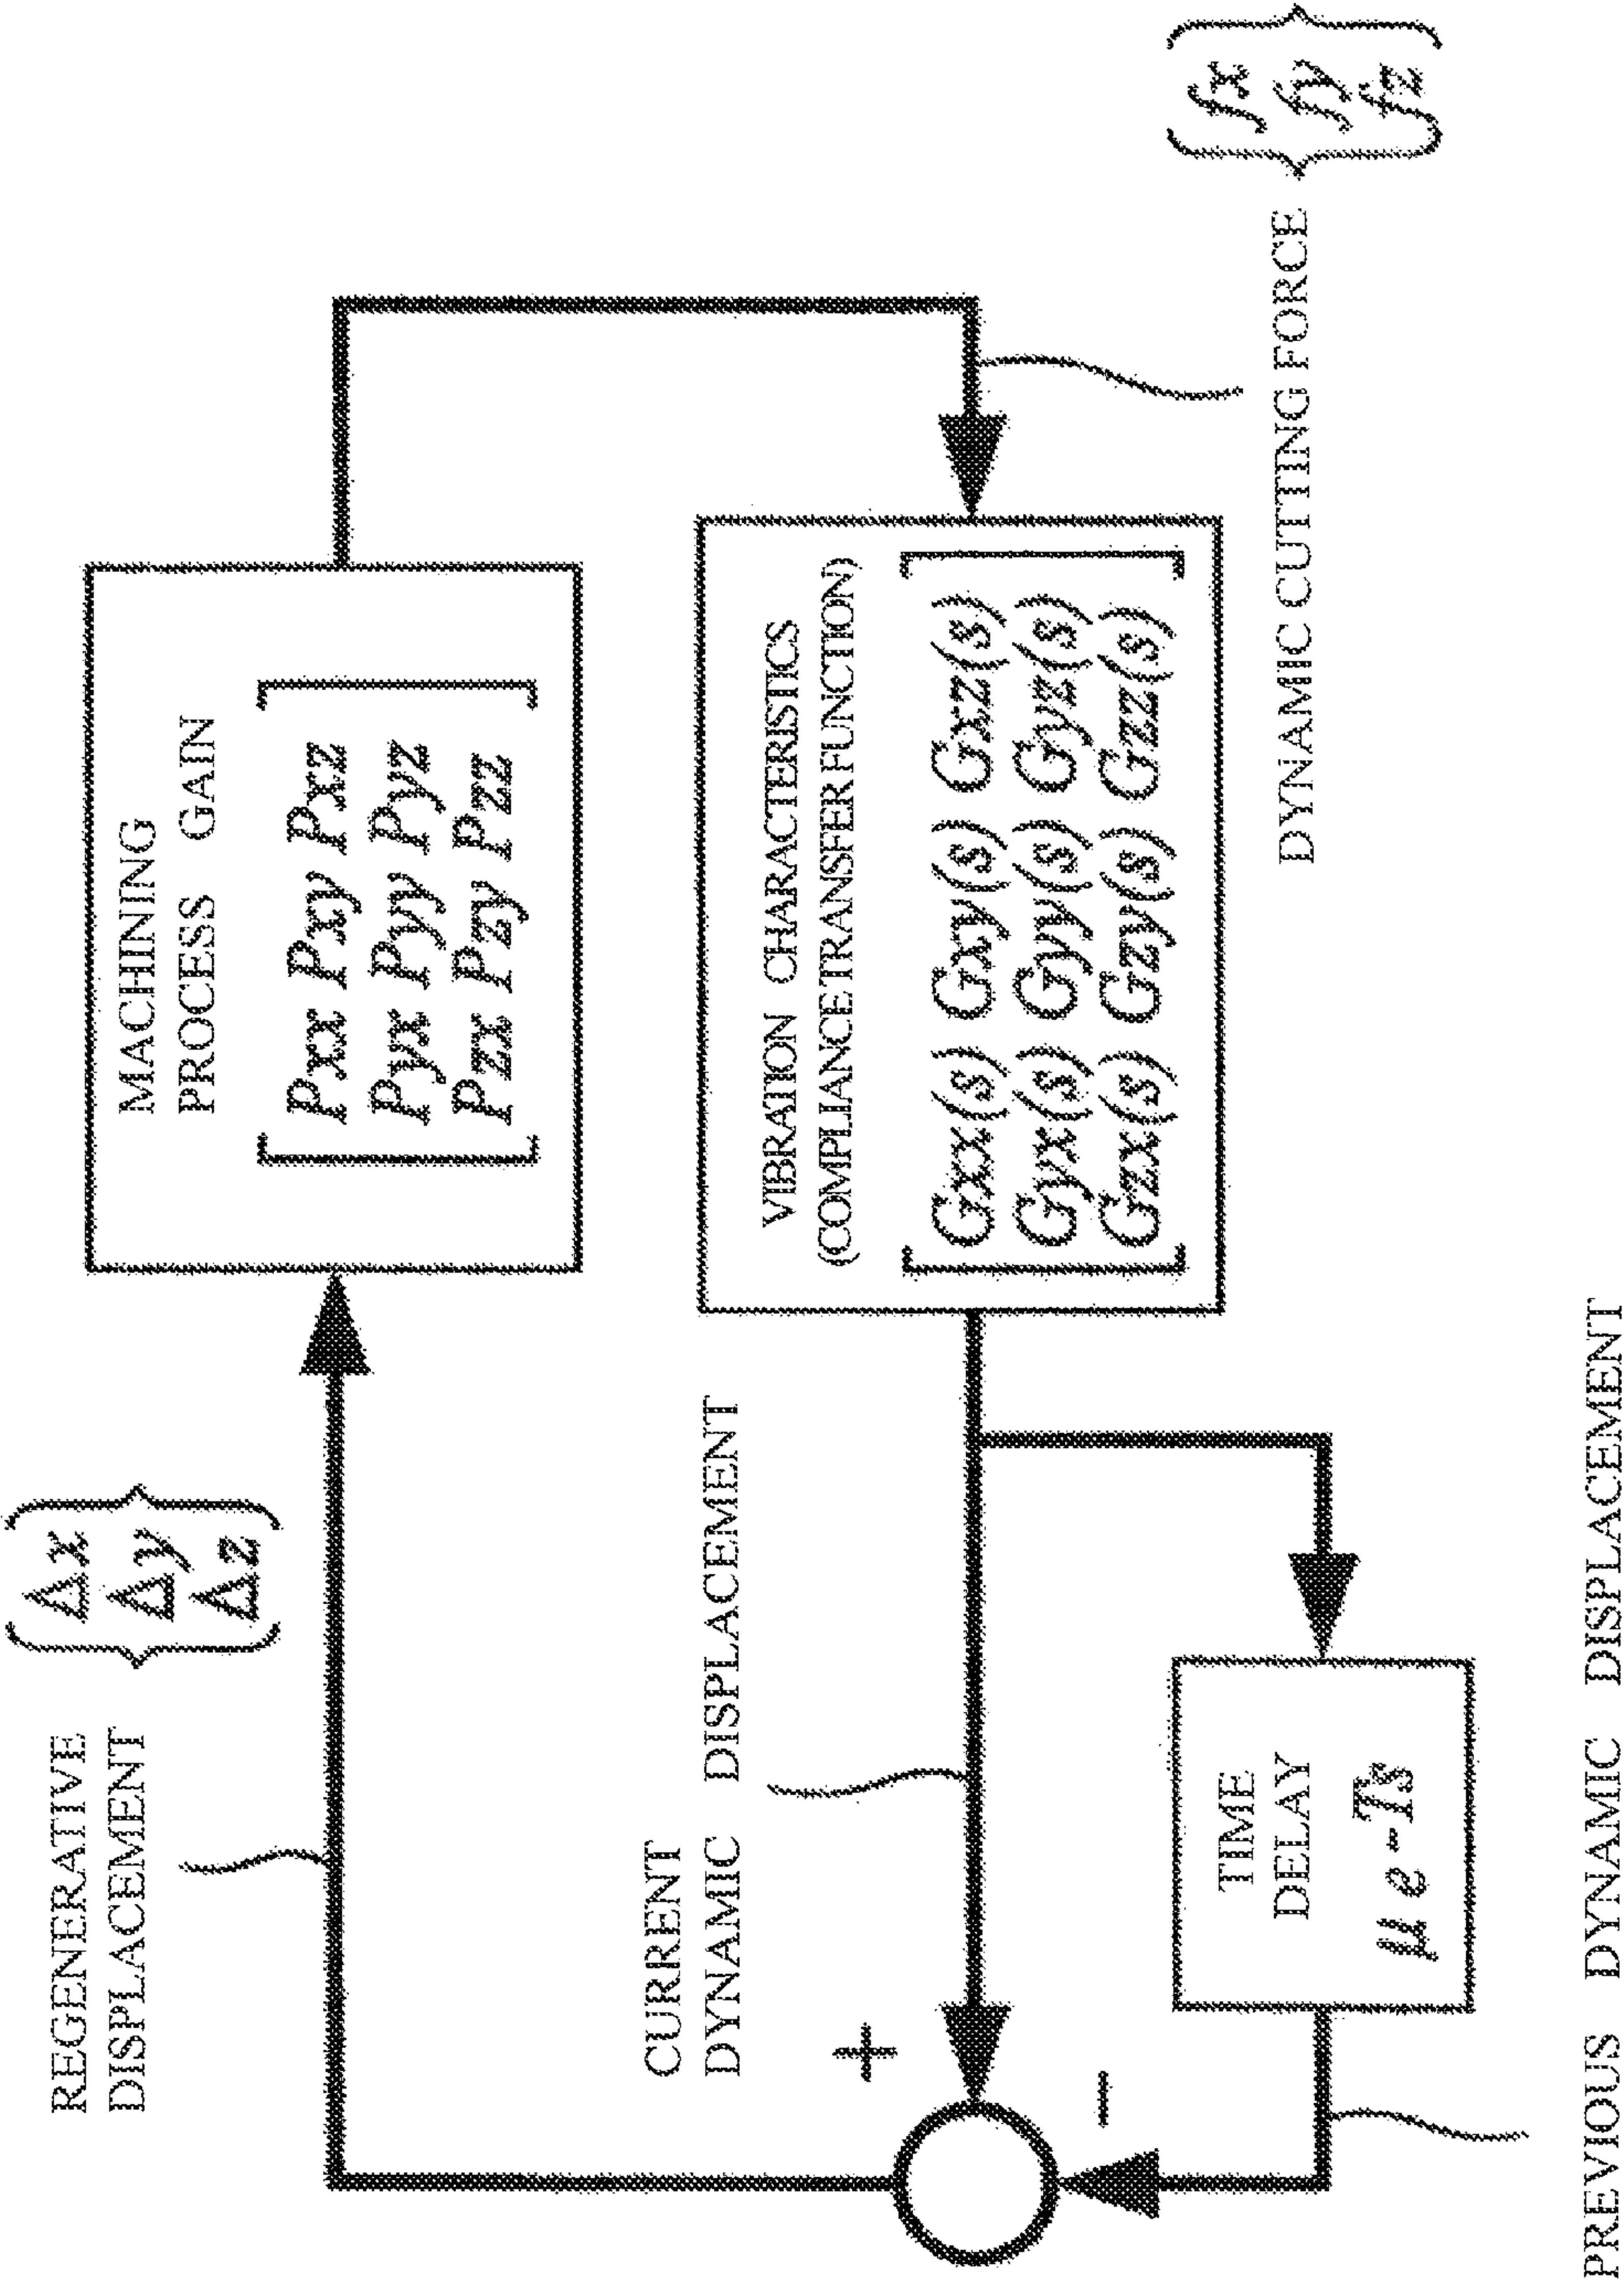 REGENERATIVE
DISPLACEMENT
Δx
Δy
Δz
MACHINING
PROCESS GAIN
Pxx Pxy Pxz
Pyx Pyy Pyz
Pzx Pzy Pzz
CURRENT
DYNAMIC DISPLACEMENT
+
−
VIBRATION CHARACTERISTICS
(COMPLIANCE TRANSFER FUNCTION)
Gxx(s) Gxy(s) Gxz(s)
Gyx(s) Gyy(s) Gyz(s)
Gzx(s) Gzy(s) Gzz(s)
TIME
DELAY
μ e-Ts
DYNAMIC CUTTING FORCE
fx
fy
fz
PREVIOUS DYNAMIC DISPLACEMENT